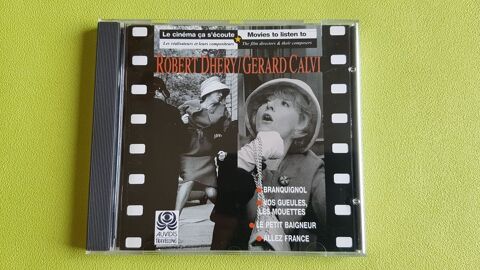 Le cinéma ça s'écoute
Movies to listen to
Les réalisateurs et leurs compositeurs
The film directors & their composers
ROBERT DHERY/GERARD CALVI
BRANQUIGNOL
VOS GUEULES,
LES MOUETTES
LE PETIT BAIGNEUR
ALLEZ FRANCE
AUVIDIS
TRAVELLING